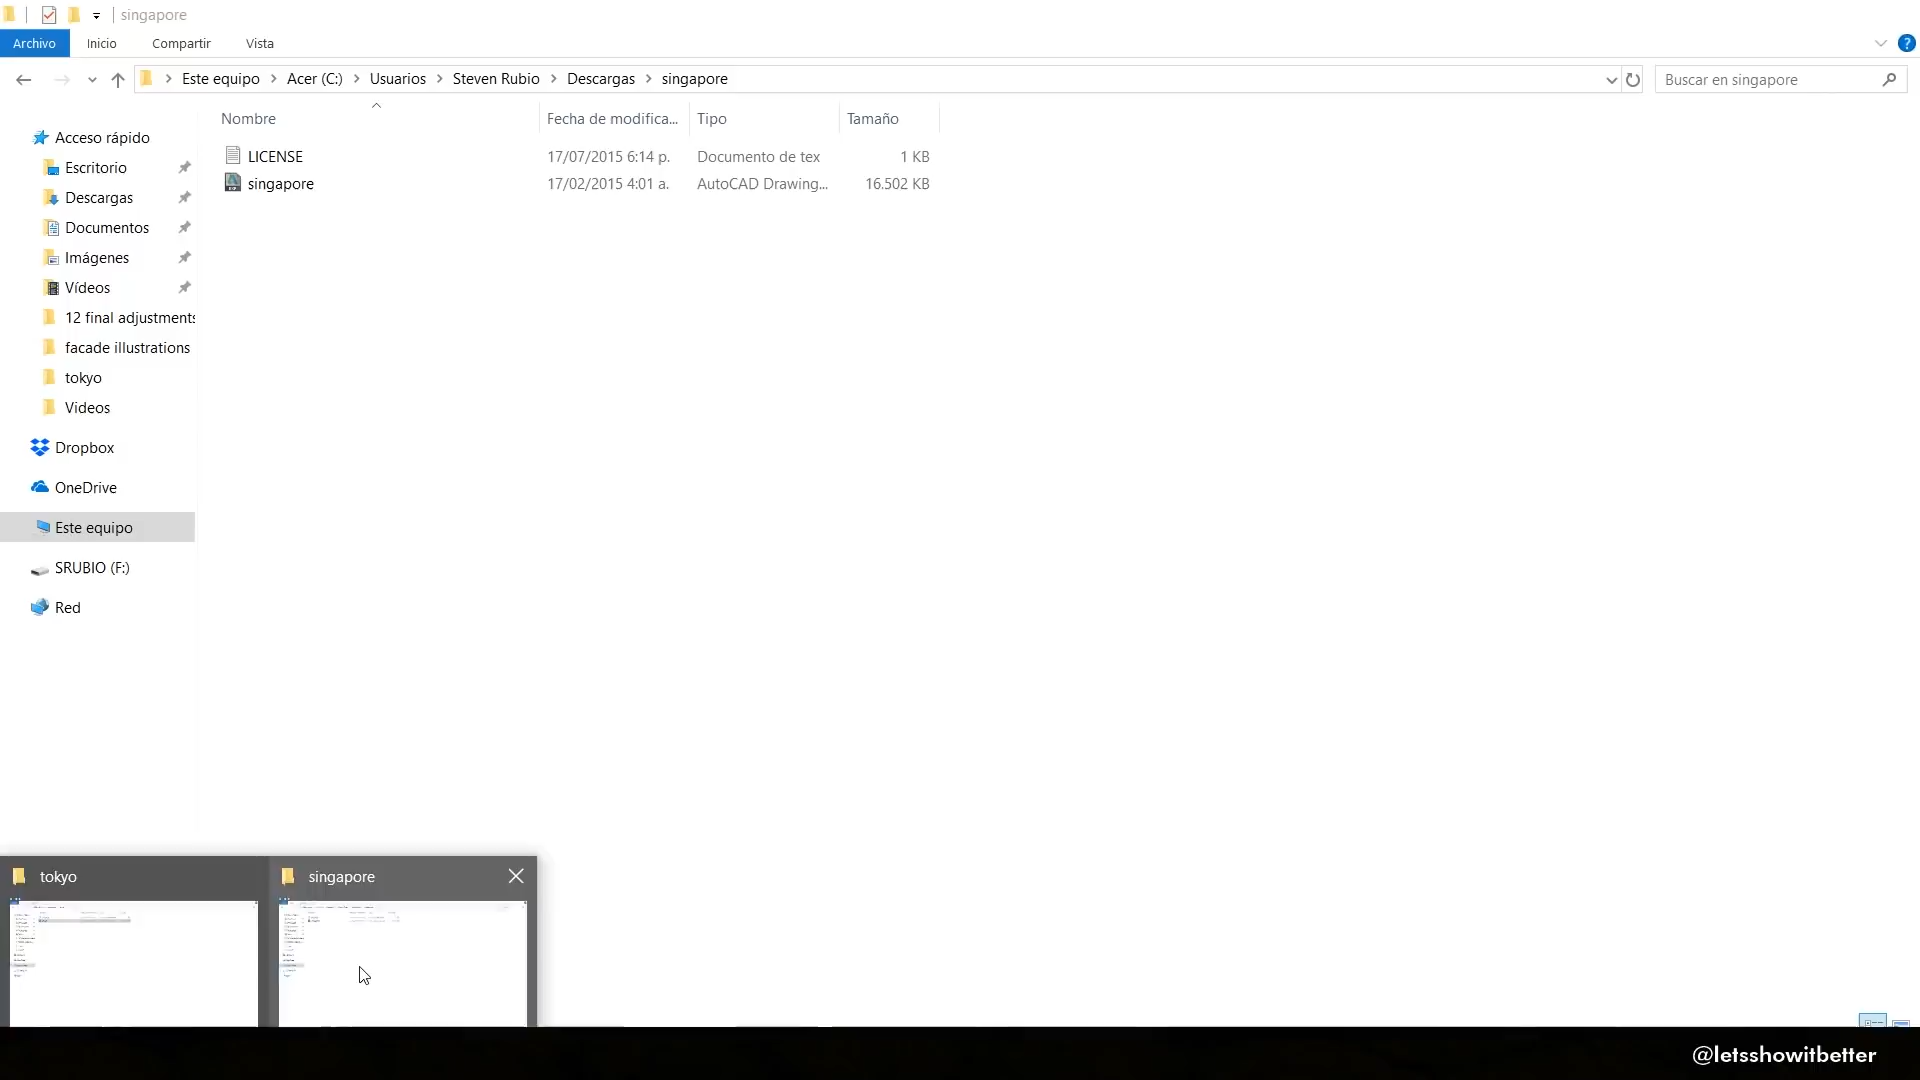 singapore
Archivo Inicio Compartir Vista
Este equipo Acer (C:) Usuarios Steven Rubio Descargas singapore
Buscar en singapore
Nombre Fecha de modifica... Tipo Tamaño
LICENSE 17/07/2015 6:14 p. Documento de tex 1 KB
singapore 17/02/2015 4:01 a. AutoCAD Drawing... 16.502 KB
Acceso rápido
Escritorio
Descargas
Documentos
Imágenes
Vídeos
12 final adjustments
facade illustrations
tokyo
Videos
Dropbox
OneDrive
Este equipo
SRUBIO (F:)
Red
tokyo
singapore
@letsshowitbetter